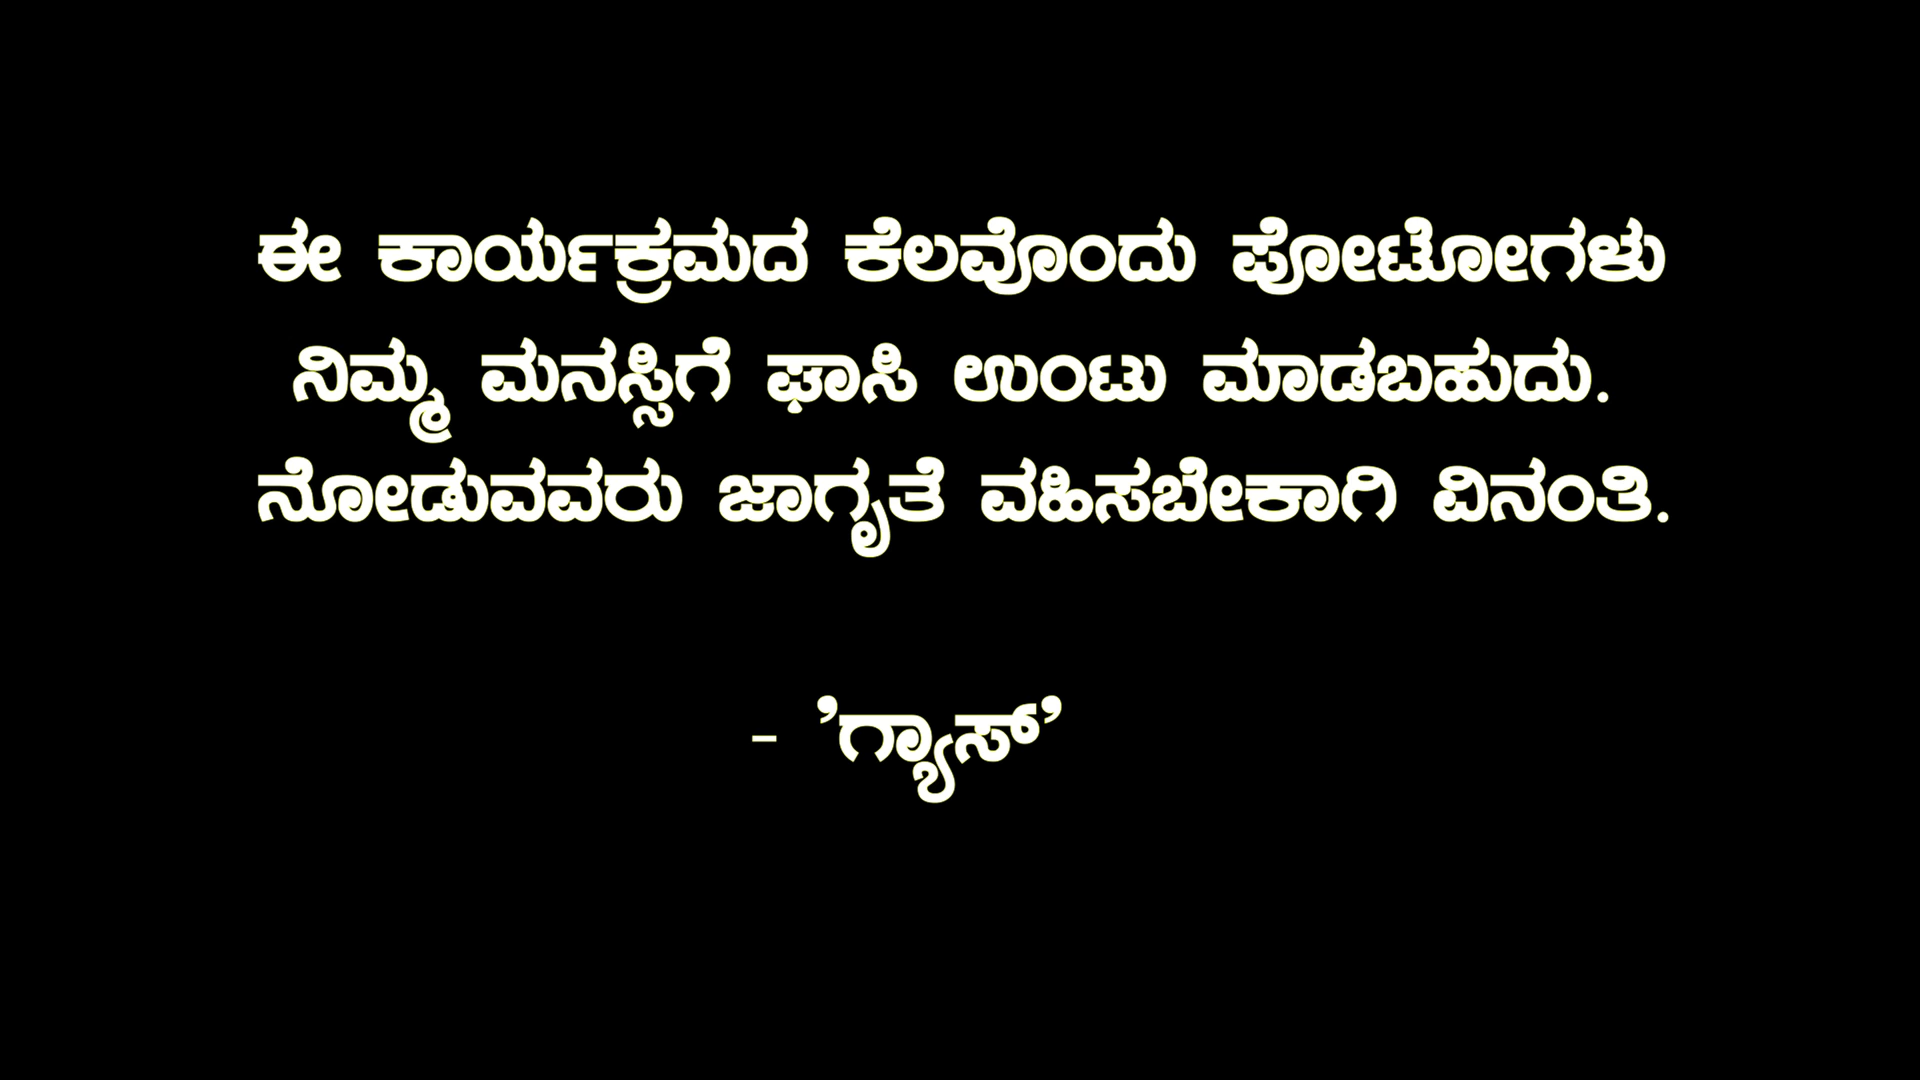 ಈ ಕಾರ್ಯಕ್ರಮದ ಕೆಲವೊಂದು ಪೋಟೋಗಳು
ನಿಮ್ಮ ಮನಸ್ಸಿಗೆ ಘಾಸಿ ಉಂಟು ಮಾಡಬಹುದು.
ನೋಡುವವರು ಜಾಗೃತೆ ವಹಿಸಬೇಕಾಗಿ ವಿನಂತಿ.
- ’ಗ್ಯಾಸ್’